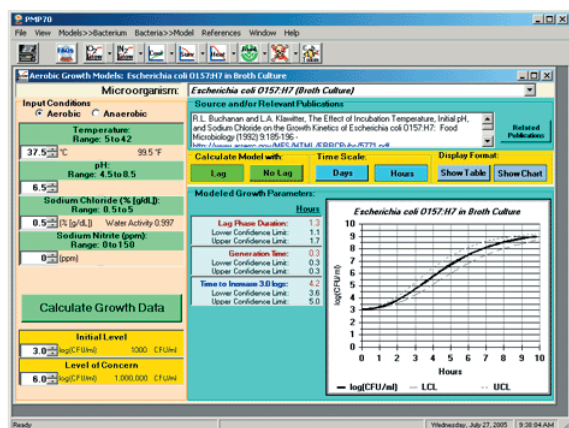 PMP70
File View Models>>Bacterium Bacteria>>Model References Window Help
FAQS O2 N2 Cool Surv Heat
Aerobic Growth Models: Escherichia coli O157:H7 in Broth Culture
Microorganism: Escherichia coli O157:H7 (Broth Culture)
Input Conditions
Aerobic Anaerobic
Temperature:
Range: 5 to 42
37.5 °C 99.5 °F
pH:
Range: 4.5 to 8.5
6.5
Sodium Chloride (% [g/dL]):
Range: 0.5 to 5
0.5 (% [g/dL]) Water Activity 0.997
Sodium Nitrite (ppm):
Range: 0 to 150
0 (ppm)
Calculate Growth Data
Initial Level
3.0 log(CFU/ml) 1000 CFU/ml
Level of Concern
6.0 log(CFU/ml) 1,000,000 CFU/ml
Source and/or Relevant Publications
R.L. Buchanan and L.A. Klawitter, The Effect of Incubation Temperature, Initial pH,
and Sodium Chloride on the Growth Kinetics of Escherichia coli O157:H7: Food
Microbiology (1992) 9:185-196 -
Related
Publications
Calculate Model with: Time Scale: Display Format:
Lag No Lag Days Hours Show Table Show Chart
Modeled Growth Parameters:
Hours
Lag Phase Duration: 1.3
Lower Confidence Limit: 1.1
Upper Confidence Limit: 1.7
Generation Time: 0.3
Lower Confidence Limit: 0.3
Upper Confidence Limit: 0.3
Time to Increase 3.0 logs: 4.2
Lower Confidence Limit: 3.6
Upper Confidence Limit: 5.0
Escherichia coli O157:H7 in Broth Culture
log(CFU/ml)
10
9
8
7
6
5
4
3
2
1
0
0 1 2 3 4 5 6 7 8 9 10
Hours
log(CFU/ml) LCL UCL
Ready Wednesday, July 27, 2005 9:38:04 AM